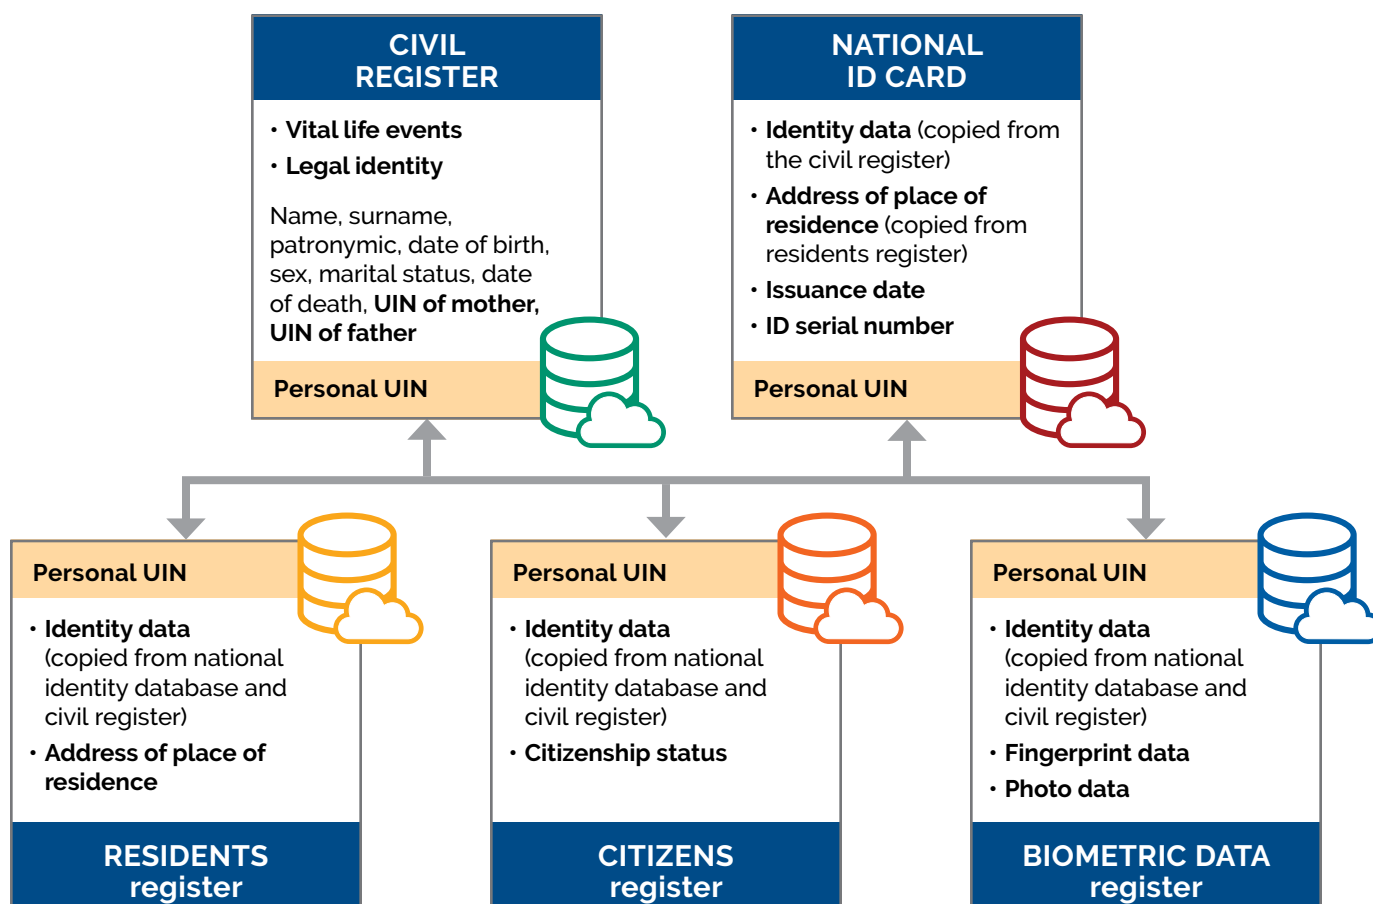 CIVIL
REGISTER
• Vital life events
• Legal identity
Name, surname,
patronymic, date of birth,
sex, marital status, date
of death, UIN of mother,
UIN of father
Personal UIN
NATIONAL
ID CARD
• Identity data (copied from
the civil register)
• Address of place of
residence (copied from
residents register)
• Issuance date
• ID serial number
Personal UIN
Personal UIN
• Identity data
(copied from national
identity database and
civil register)
• Address of place of
residence
RESIDENTS
register
Personal UIN
• Identity data
(copied from national
identity database and
civil register)
• Citizenship status
CITIZENS
register
Personal UIN
• Identity data
(copied from national
identity database and
civil register)
• Fingerprint data
• Photo data
BIOMETRIC DATA
register